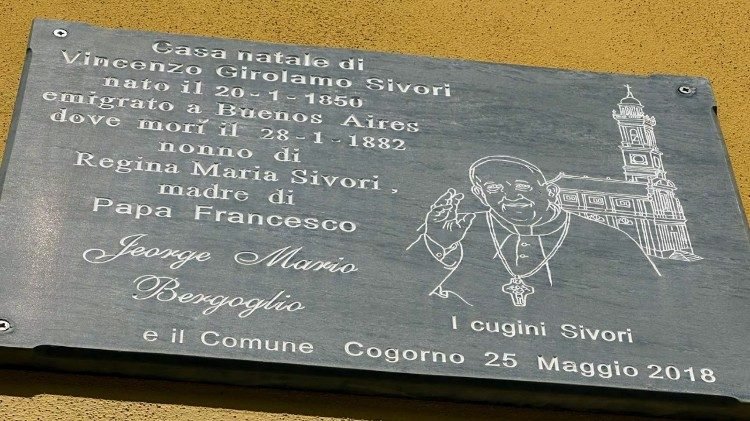 Casa natale di
Vincenzo Girolamo Sivori
nato il 20-1-1850
emigrato a Buenos Aires
dove morì il 28-1-1882
nonno di
Regina Maria Sivori,
madre di
Papa Francesco
Jeorge Mario
Bergoglio
I cugini Sivori
e il Comune Cogorno 25 Maggio 2018